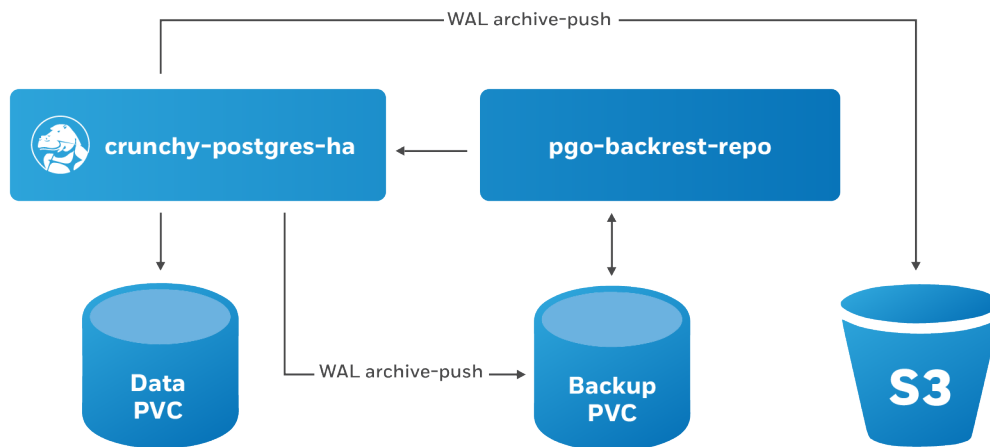 WAL archive-push
crunchy-postgres-ha
pgo-backrest-repo
WAL archive-push
Data
PVC
Backup
PVC
S3